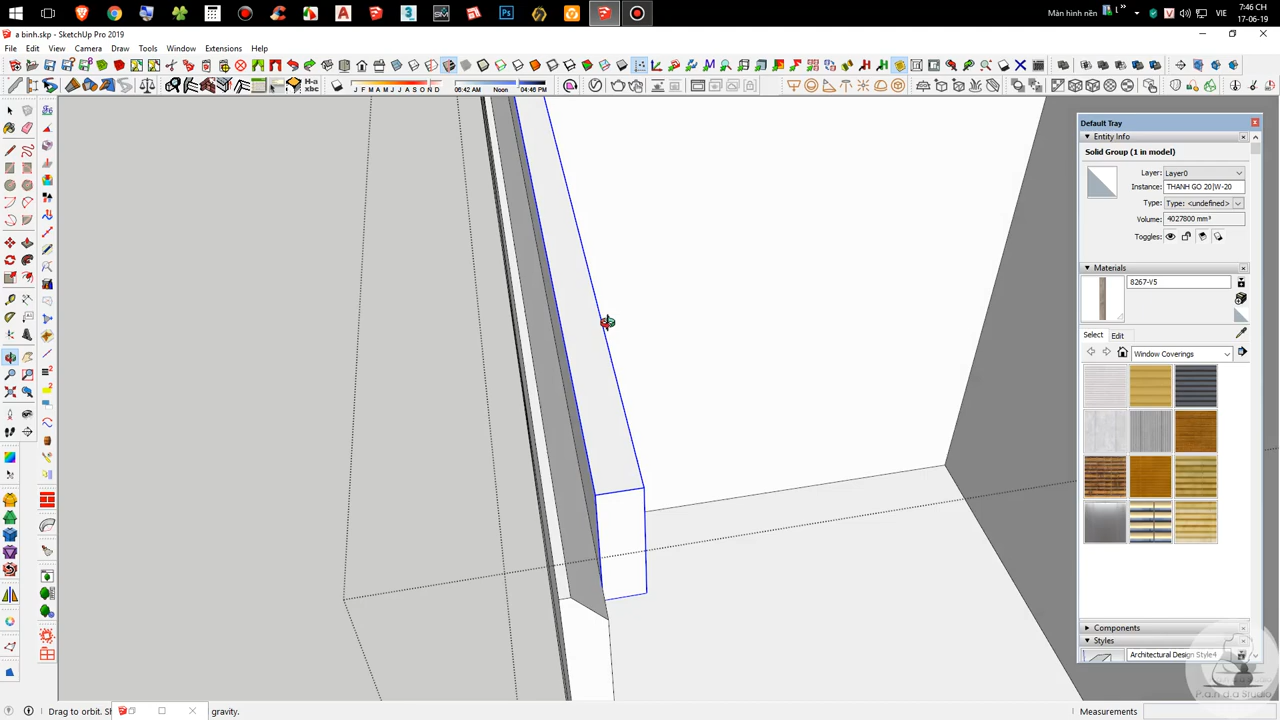 Màn hình nền
VIE
7:46 CH
17-06-19
a binh.skp - SketchUp Pro 2019
File Edit View Camera Draw Tools Window Extensions Help
J F M A M J J A S O N D
06:42 AM Noon 04:46 PM
Default Tray
Entity Info
Solid Group (1 in model)
Layer: Layer0
Instance: THANH GO 20|W-20
Type: Type: <undefined>
Volume: 4027800 mm³
Toggles:
Materials
8267-V5
Select Edit
Window Coverings
Components
Styles
Architectural Design Style4
P.a.n.d.a Studio
Drag to orbit. Sh
gravity.
Measurements